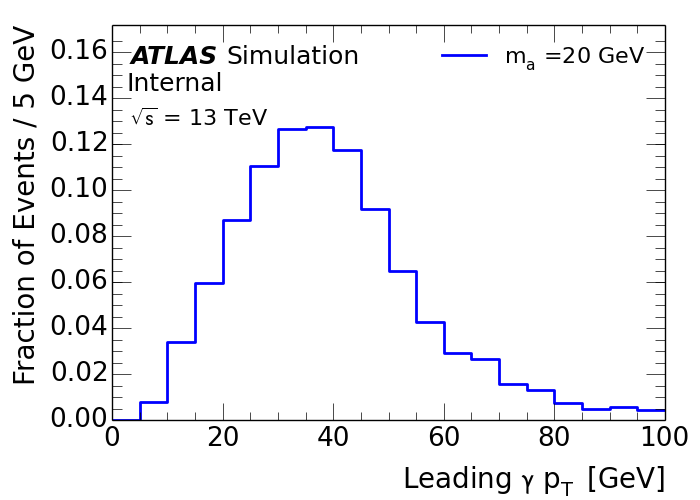 ATLAS Simulation
Internal
√s = 13 TeV
mₐ =20 GeV
Fraction of Events / 5 GeV
0.16
0.14
0.12
0.10
0.08
0.06
0.04
0.02
0.00
0 20 40 60 80 100
Leading γ p_T [GeV]